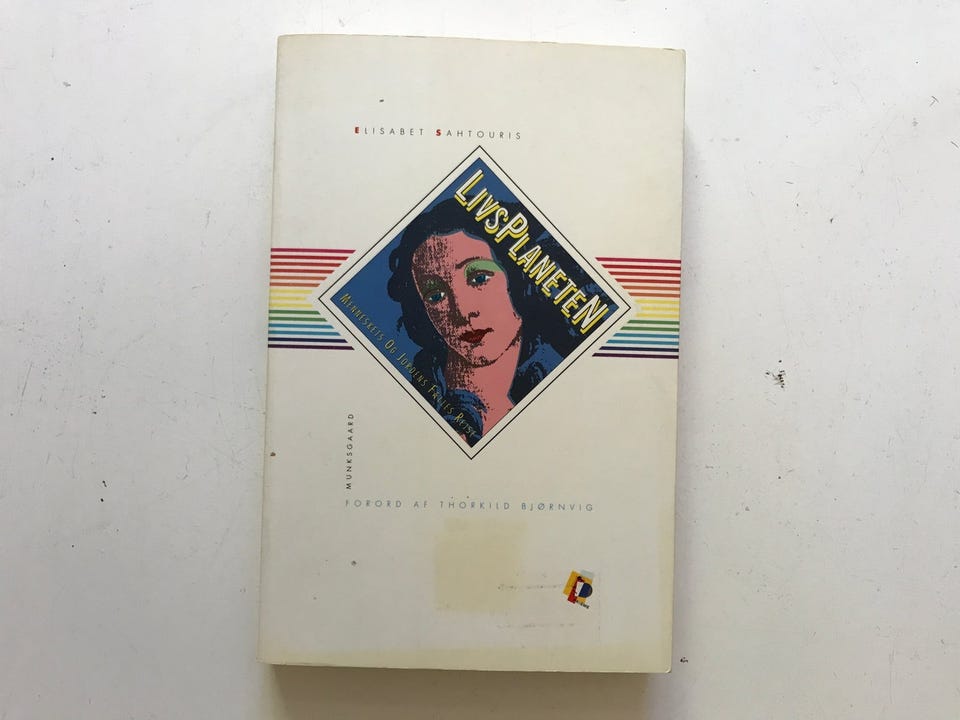 ELISABET SAHTOURIS
LIVSPLANETEN
MENNESKETS OG JORDENS FÆLLES REJSE
MUNKSGAARD
FORORD AF THORKILD BJØRNVIG